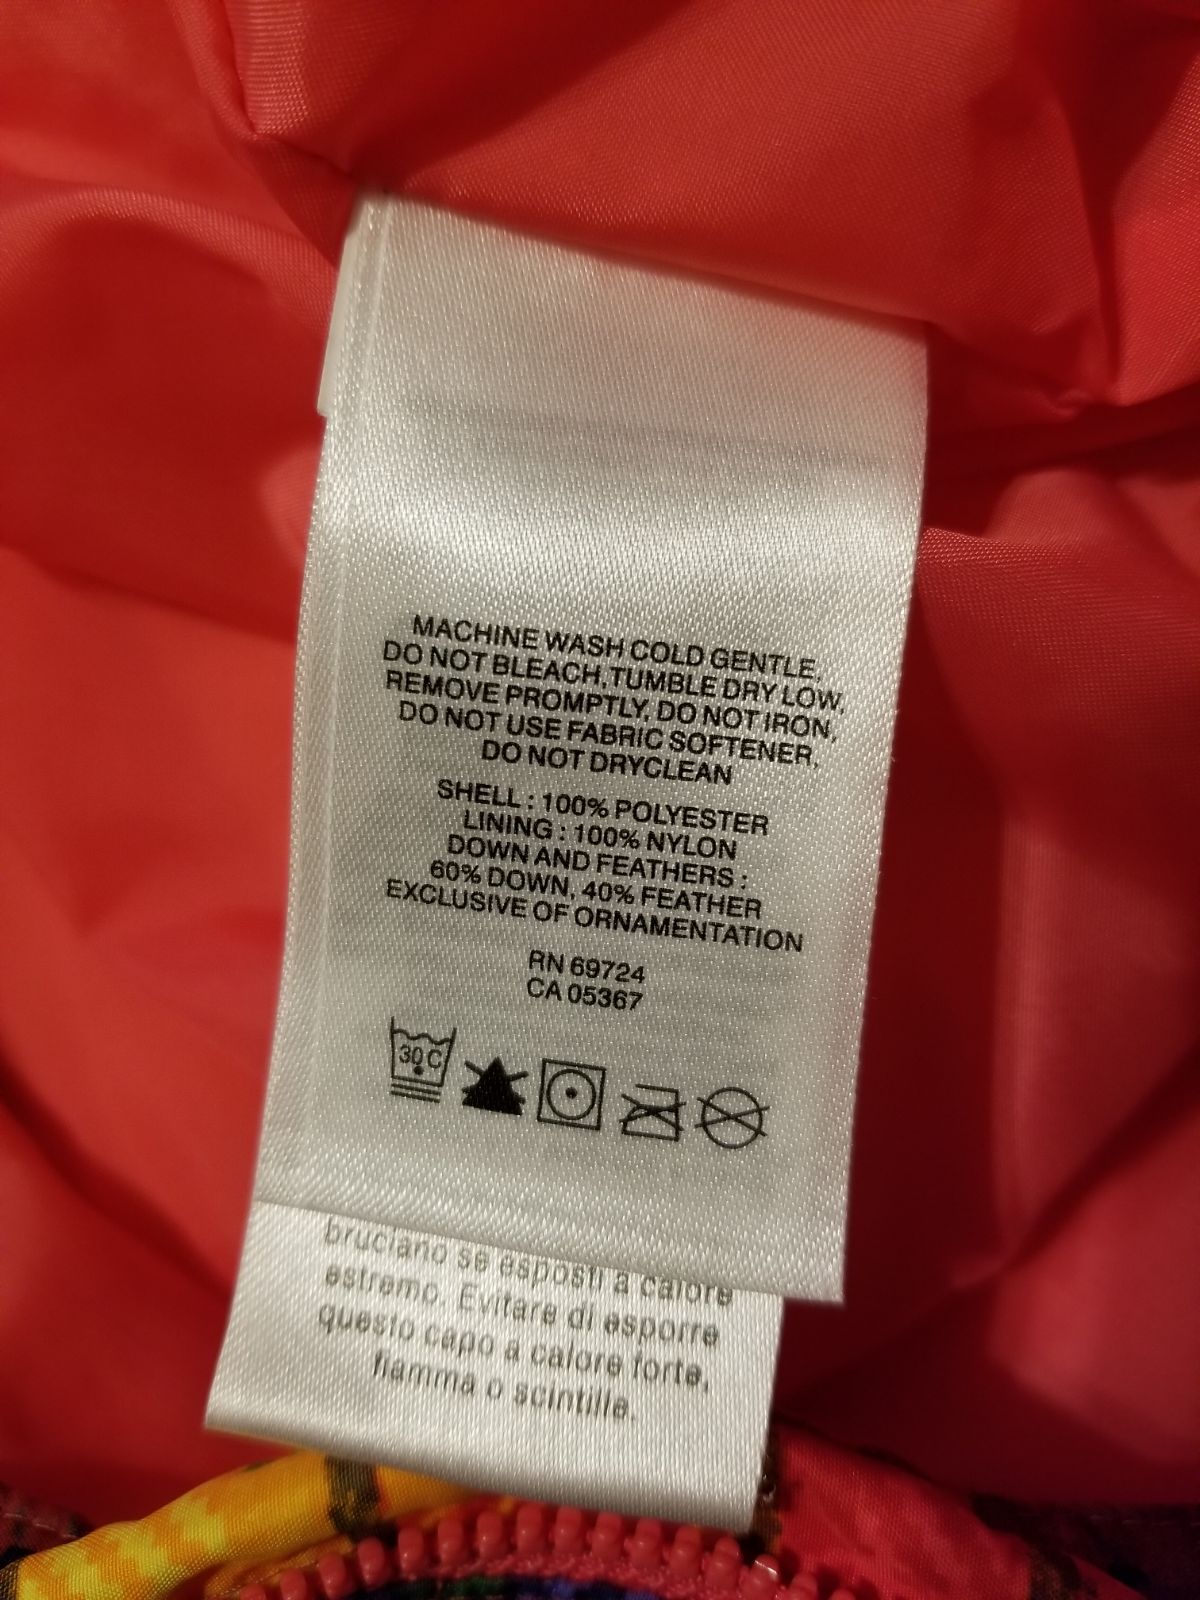 MACHINE WASH COLD GENTLE,
DO NOT BLEACH,TUMBLE DRY LOW,
REMOVE PROMPTLY, DO NOT IRON,
DO NOT USE FABRIC SOFTENER,
DO NOT DRYCLEAN
SHELL : 100% POLYESTER
LINING : 100% NYLON
DOWN AND FEATHERS :
60% DOWN, 40% FEATHER
EXCLUSIVE OF ORNAMENTATION
RN 69724
CA 05367
30 C
bruciano se esposti a calore
estremo. Evitare di esporre
questo capo a calore forte,
fiamma o scintille.